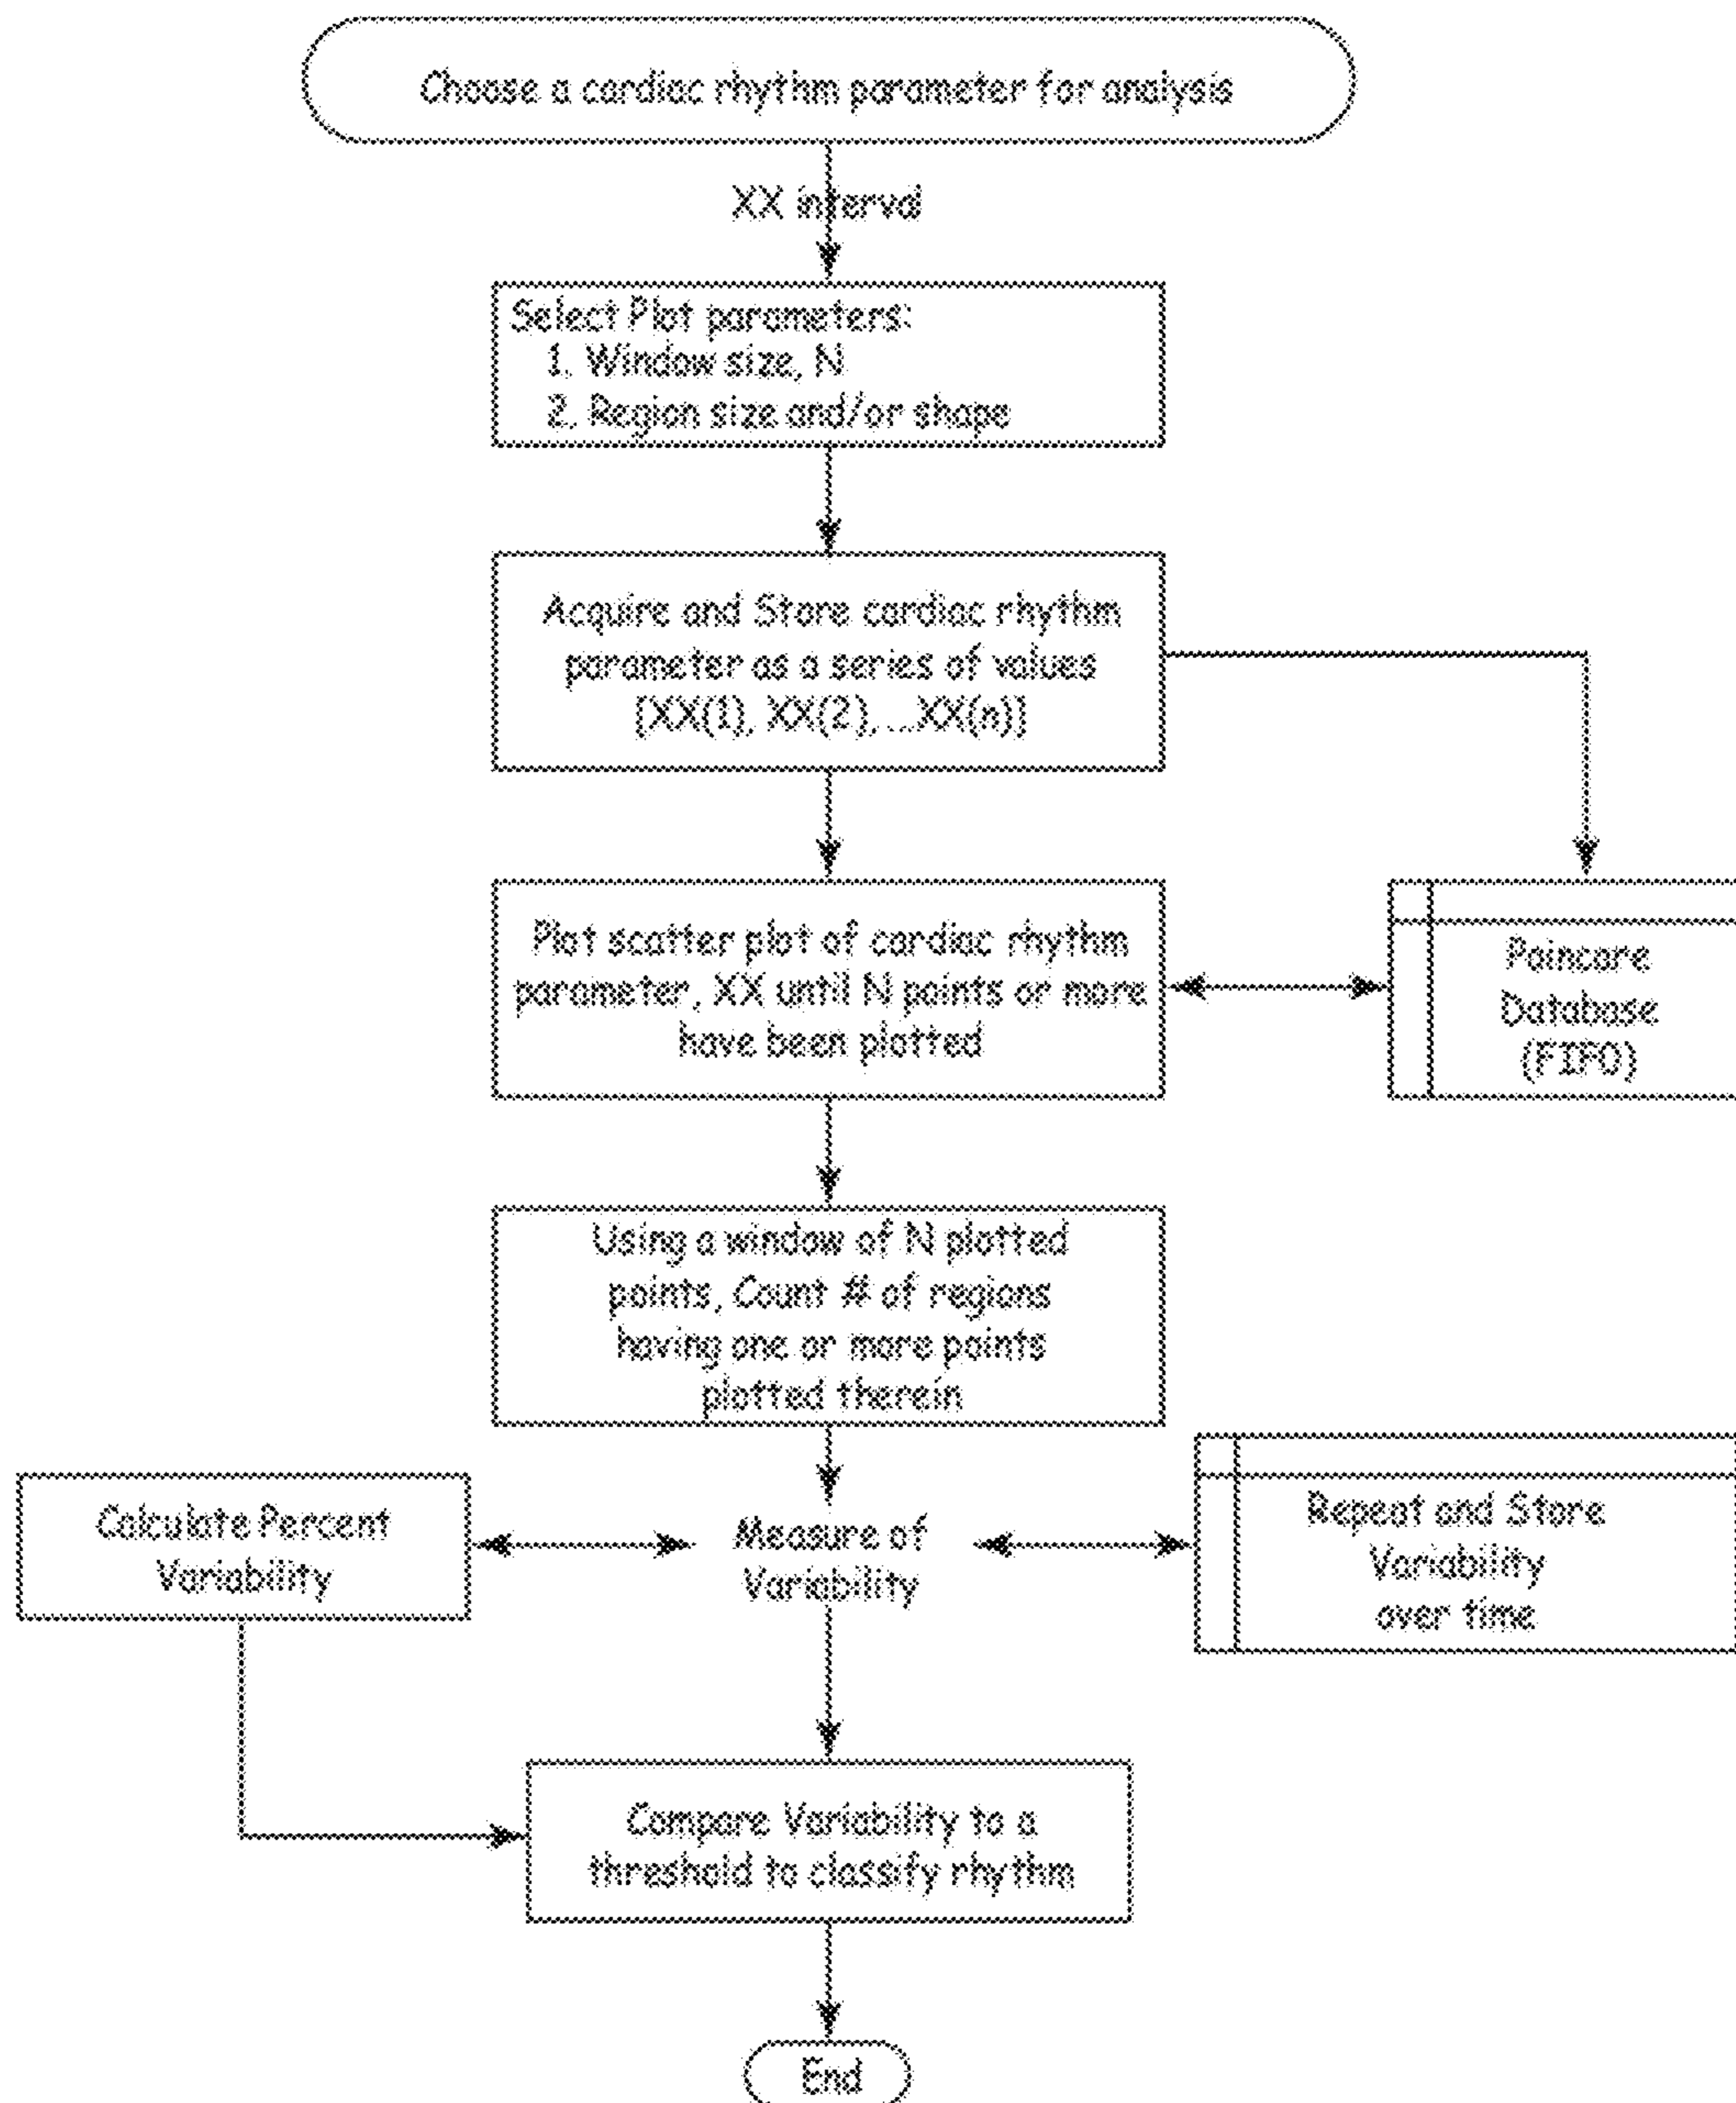 Choose a cardiac rhythm parameter for analysis
XX interval
Select Plot parameters:
1. Window size, N
2. Region size and/or shape
Acquire and Store cardiac rhythm
parameter as a series of values
[XX(1), XX(2), ...XX(n)]
Plot scatter plot of cardiac rhythm
parameter, XX until N points or more
have been plotted
Poincare
Database
(FIFO)
Using a window of N plotted
points, Count # of regions
having one or more points
plotted therein
Calculate Percent
Variability
Measure of
Variability
Repeat and Store
Variability
over time
Compare Variability to a
threshold to classify rhythm
End